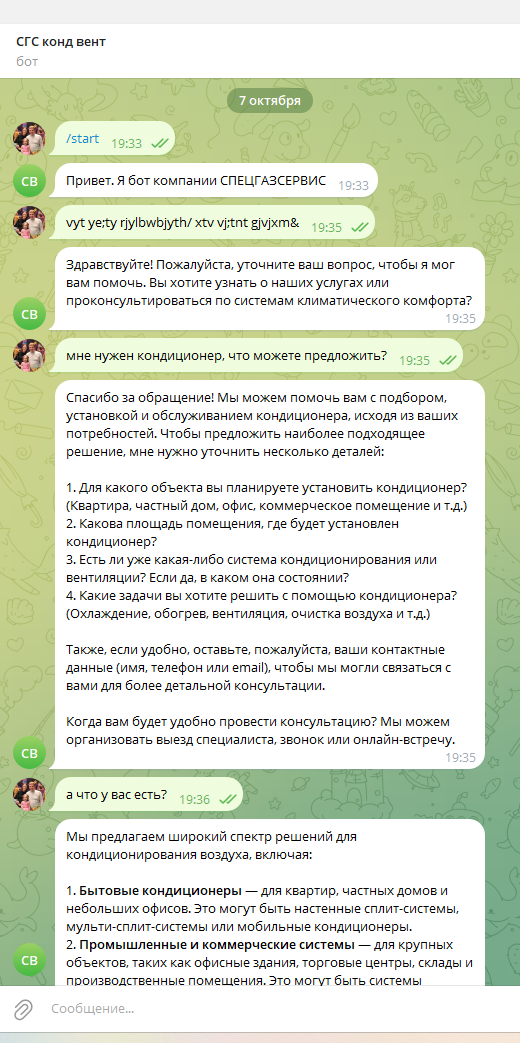 СГС конд вент
бот
7 октября
/start 19:33
СВ
Привет. Я бот компании СПЕЦГАЗСЕРВИС 19:33
vyt ye;ty rjylbwbjyth/ xtv vj;tnt gjvjxm& 19:35
Здравствуйте! Пожалуйста, уточните ваш вопрос, чтобы я мог
вам помочь. Вы хотите узнать о наших услугах или
проконсультироваться по системам климатического комфорта?
СВ
19:35
мне нужен кондиционер, что можете предложить? 19:35
Спасибо за обращение! Мы можем помочь вам с подбором,
установкой и обслуживанием кондиционера, исходя из ваших
потребностей. Чтобы предложить наиболее подходящее
решение, мне нужно уточнить несколько деталей:
1. Для какого объекта вы планируете установить кондиционер?
(Квартира, частный дом, офис, коммерческое помещение и т.д.)
2. Какова площадь помещения, где будет установлен
кондиционер?
3. Есть ли уже какая-либо система кондиционирования или
вентиляции? Если да, в каком она состоянии?
4. Какие задачи вы хотите решить с помощью кондиционера?
(Охлаждение, обогрев, вентиляция, очистка воздуха и т.д.)
Также, если удобно, оставьте, пожалуйста, ваши контактные
данные (имя, телефон или email), чтобы мы могли связаться с
вами для более детальной консультации.
Когда вам будет удобно провести консультацию? Мы можем
организовать выезд специалиста, звонок или онлайн-встречу.
СВ
19:35
а что у вас есть? 19:36
Мы предлагаем широкий спектр решений для
кондиционирования воздуха, включая:
1. Бытовые кондиционеры — для квартир, частных домов и
небольших офисов. Это могут быть настенные сплит-системы,
мульти-сплит-системы или мобильные кондиционеры.
2. Промышленные и коммерческие системы — для крупных
объектов, таких как офисные здания, торговые центры, склады и
производственные помещения. Это могут быть системы
СВ
Сообщение...